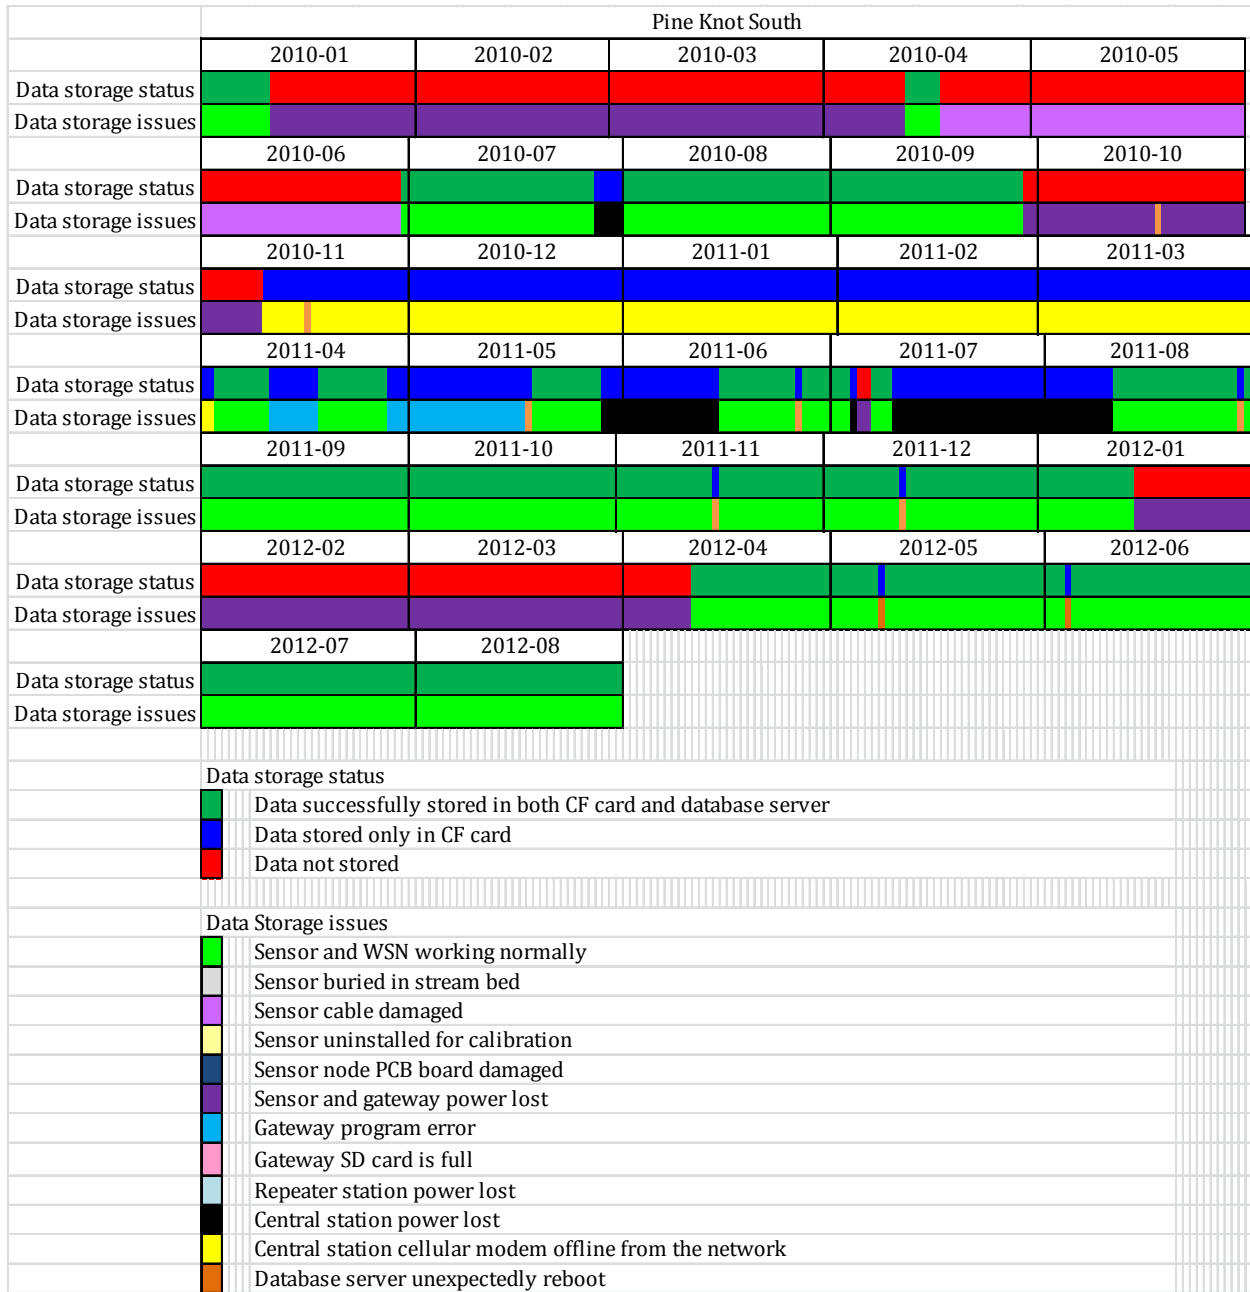 Pine Knot South
2010-01 2010-02 2010-03 2010-04 2010-05
Data storage status
Data storage issues
2010-06 2010-07 2010-08 2010-09 2010-10
Data storage status
Data storage issues
2010-11 2010-12 2011-01 2011-02 2011-03
Data storage status
Data storage issues
2011-04 2011-05 2011-06 2011-07 2011-08
Data storage status
Data storage issues
2011-09 2011-10 2011-11 2011-12 2012-01
Data storage status
Data storage issues
2012-02 2012-03 2012-04 2012-05 2012-06
Data storage status
Data storage issues
2012-07 2012-08
Data storage status
Data storage issues
Data storage status
Data successfully stored in both CF card and database server
Data stored only in CF card
Data not stored
Data Storage issues
Sensor and WSN working normally
Sensor buried in stream bed
Sensor cable damaged
Sensor uninstalled for calibration
Sensor node PCB board damaged
Sensor and gateway power lost
Gateway program error
Gateway SD card is full
Repeater station power lost
Central station power lost
Central station cellular modem offline from the network
Database server unexpectedly reboot